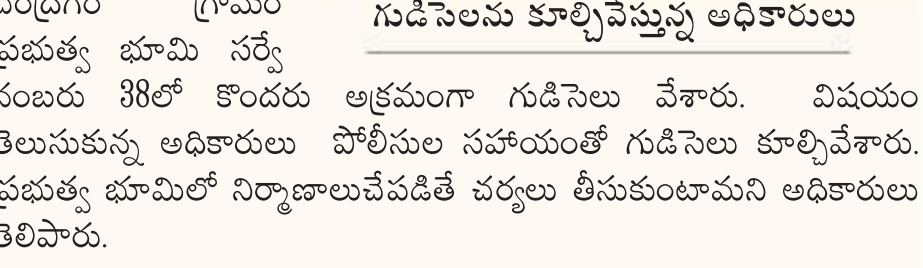 గుడిసెలను కూల్చివేస్తున్న అధికారులు
గ్రామం
ప్రభుత్వ భూమి సర్వే
నంబరు 38లో కొందరు అక్రమంగా గుడిసెలు వేశారు. విషయం
తెలుసుకున్న అధికారులు పోలీసుల సహాయంతో గుడిసెలు కూల్చివేశారు.
ప్రభుత్వ భూమిలో నిర్మాణాలుచేపడితే చర్యలు తీసుకుంటామని అధికారులు
తెలిపారు.